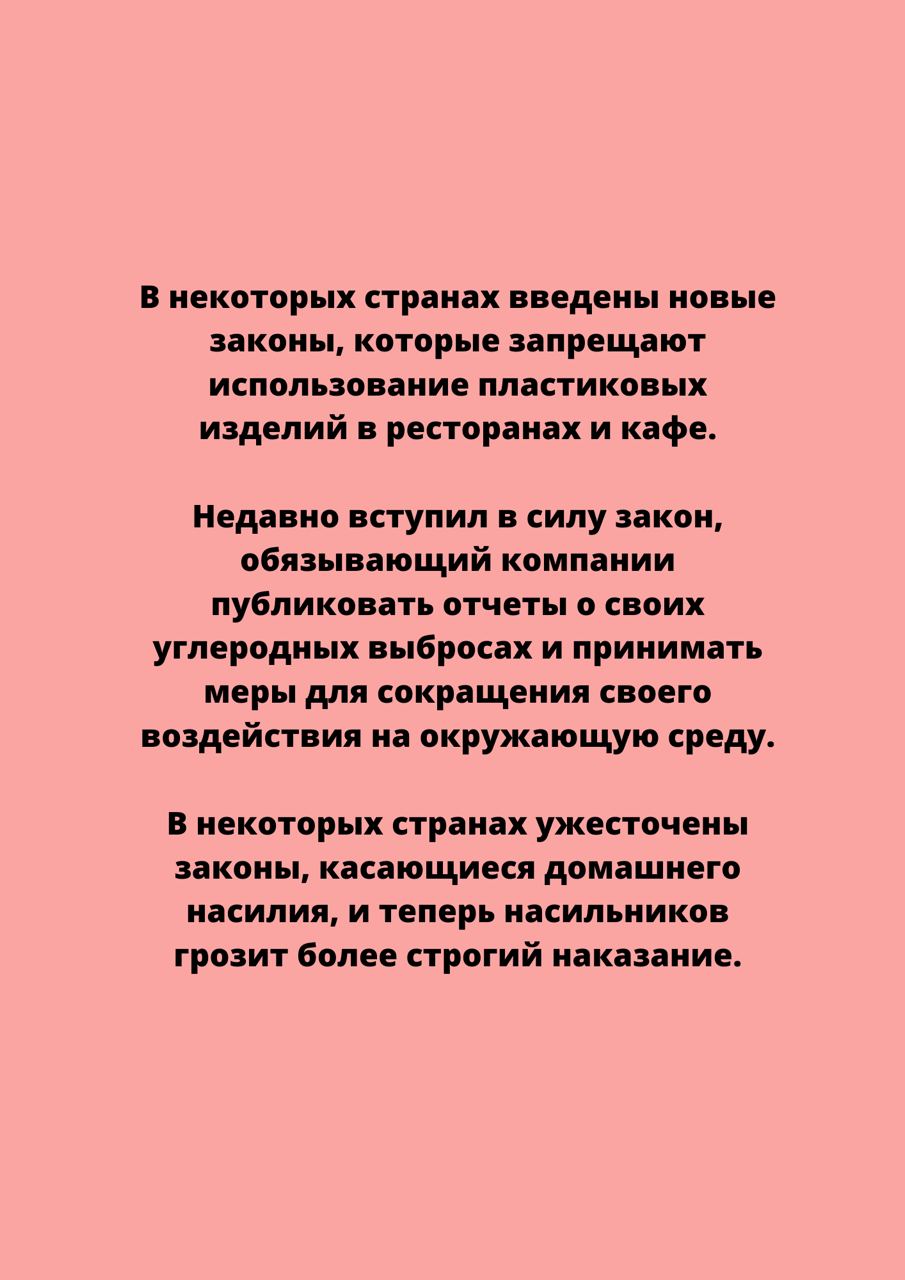 В некоторых странах введены новые
законы, которые запрещают
использование пластиковых
изделий в ресторанах и кафе.
Недавно вступил в силу закон,
обязывающий компании
публиковать отчеты о своих
углеродных выбросах и принимать
меры для сокращения своего
воздействия на окружающую среду.
В некоторых странах ужесточены
законы, касающиеся домашнего
насилия, и теперь насильников
грозит более строгий наказание.